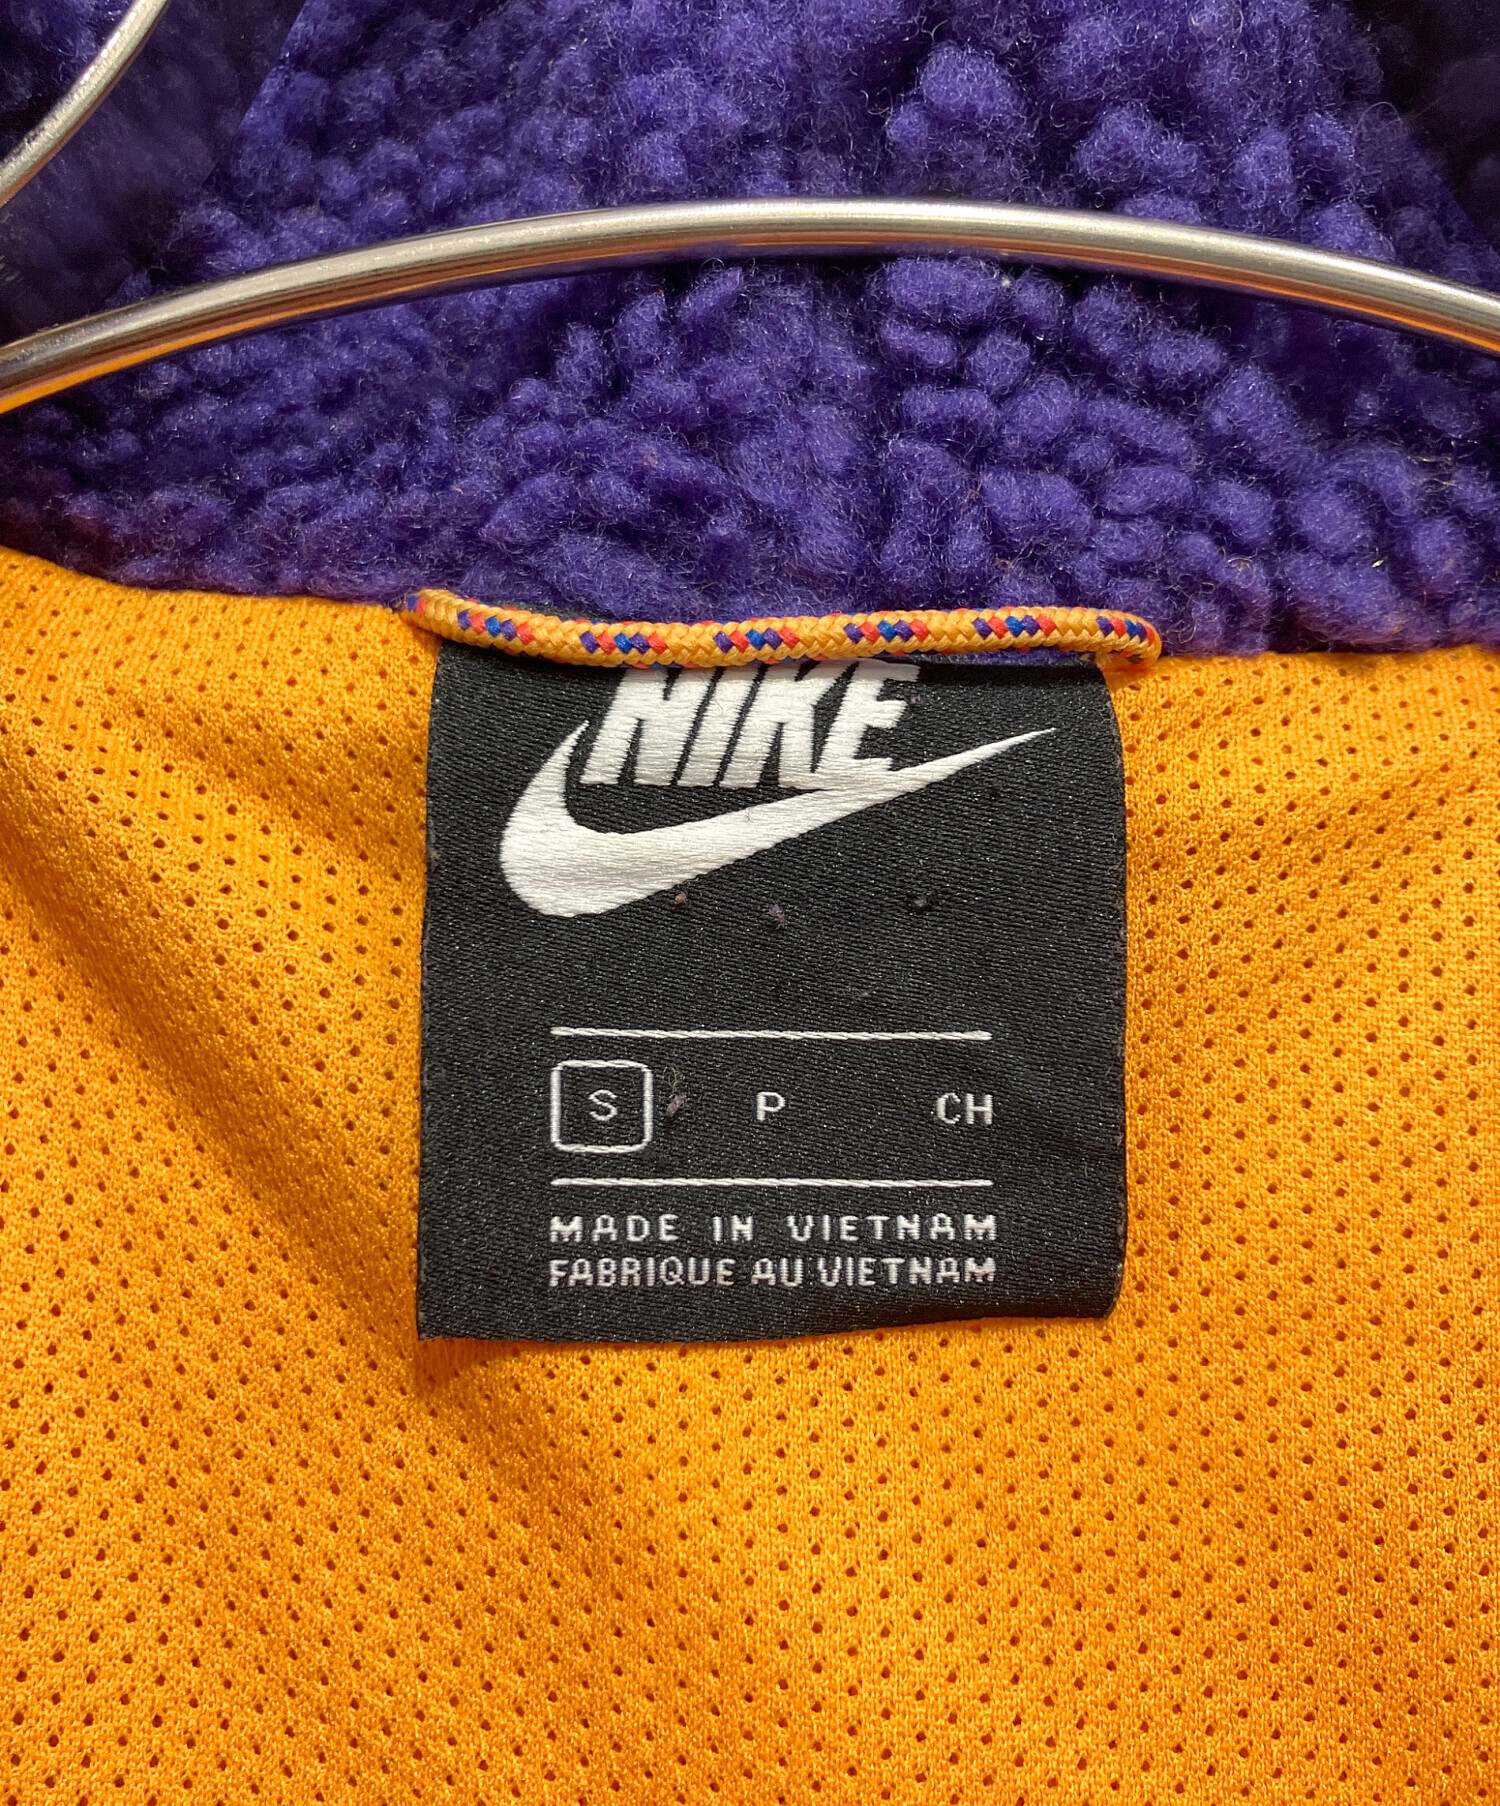 NIKE
S P CH
MADE IN VIETNAM
FABRIQUE AU VIETNAM